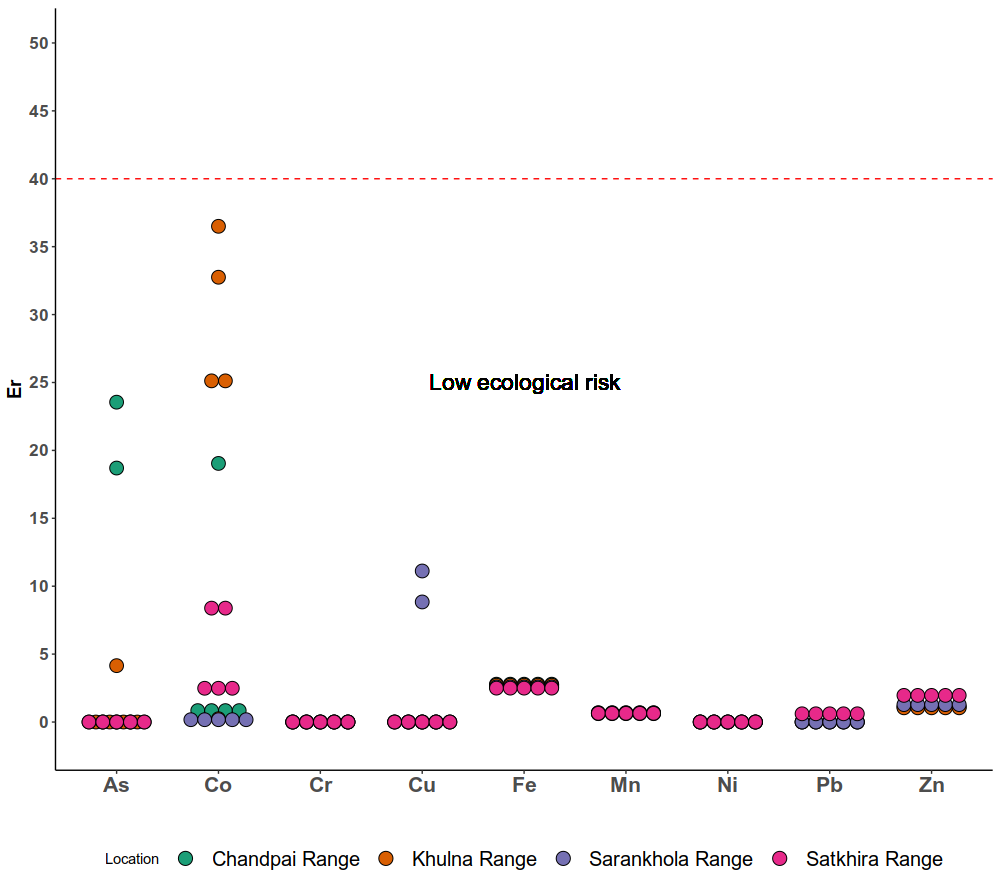 50
45
40
35
30
25
20
15
10
5
0
Er
Low ecological risk
As Co Cr Cu Fe Mn Ni Pb Zn
Location Chandpai Range Khulna Range Sarankhola Range Satkhira Range